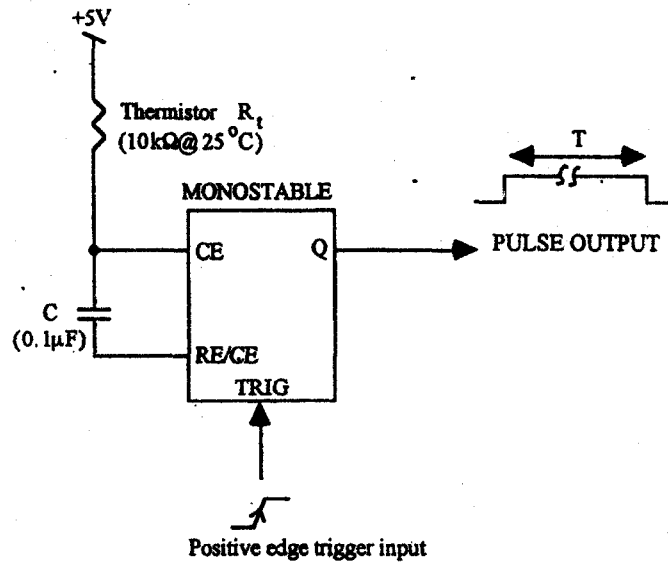 +5V
Thermistor R_t
(10kΩ@ 25 °C)
T
MONOSTABLE
CE
Q
PULSE OUTPUT
C
(0.1μF)
RE/CE
TRIG
Positive edge trigger input